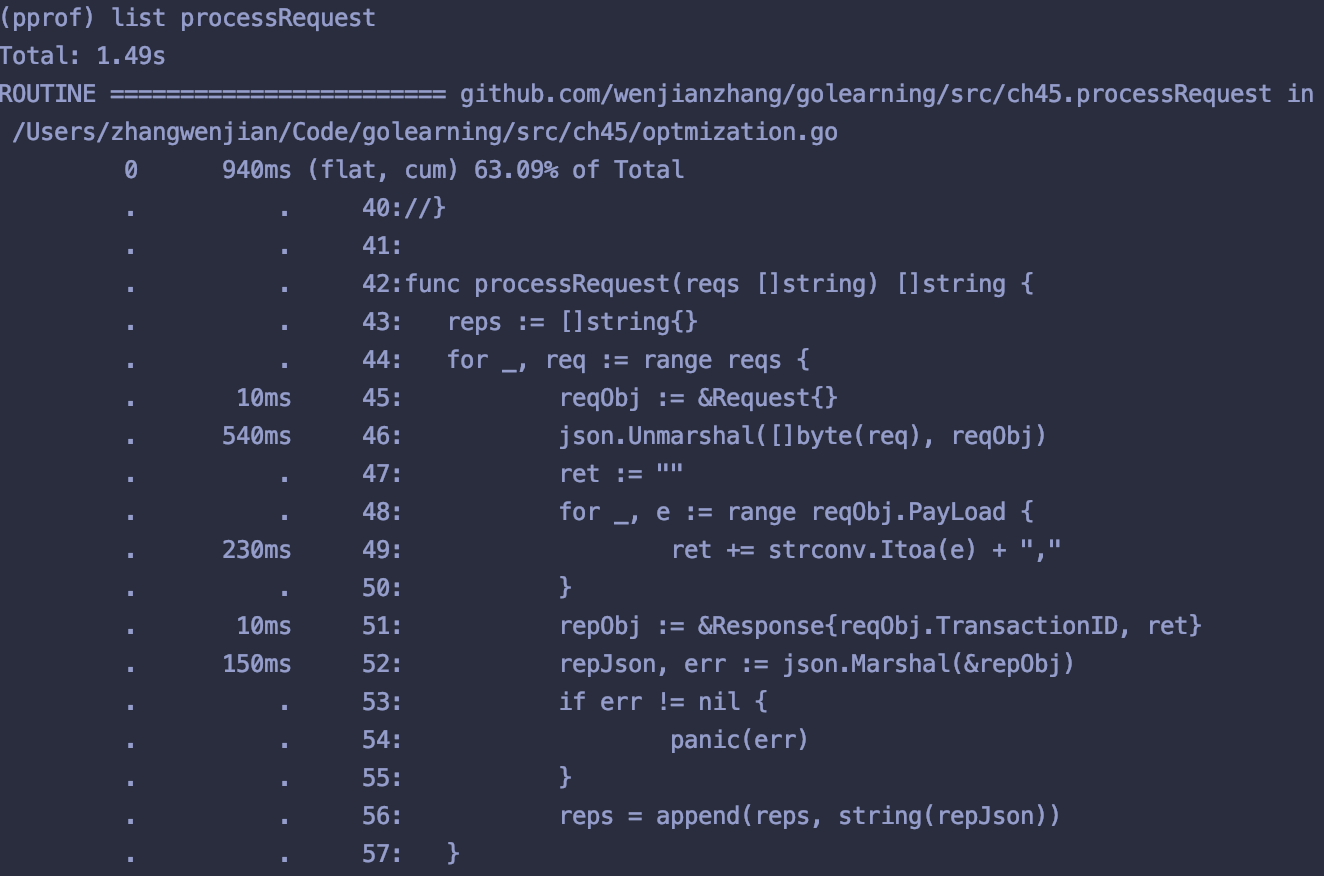 (pprof) list processRequest
Total: 1.49s
ROUTINE ======================== github.com/wenjianzhang/golearning/src/ch45.processRequest in
 /Users/zhangwenjian/Code/golearning/src/ch45/optmization.go
         0      940ms (flat, cum) 63.09% of Total
         .          .     40://}
         .          .     41:
         .          .     42:func processRequest(reqs []string) []string {
         .          .     43:   reps := []string{}
         .          .     44:   for _, req := range reqs {
         .       10ms     45:           reqObj := &Request{}
         .      540ms     46:           json.Unmarshal([]byte(req), reqObj)
         .          .     47:           ret := ""
         .          .     48:           for _, e := range reqObj.PayLoad {
         .      230ms     49:                   ret += strconv.Itoa(e) + ","
         .          .     50:           }
         .       10ms     51:           repObj := &Response{reqObj.TransactionID, ret}
         .      150ms     52:           repJson, err := json.Marshal(&repObj)
         .          .     53:           if err != nil {
         .          .     54:                   panic(err)
         .          .     55:           }
         .          .     56:           reps = append(reps, string(repJson))
         .          .     57:   }